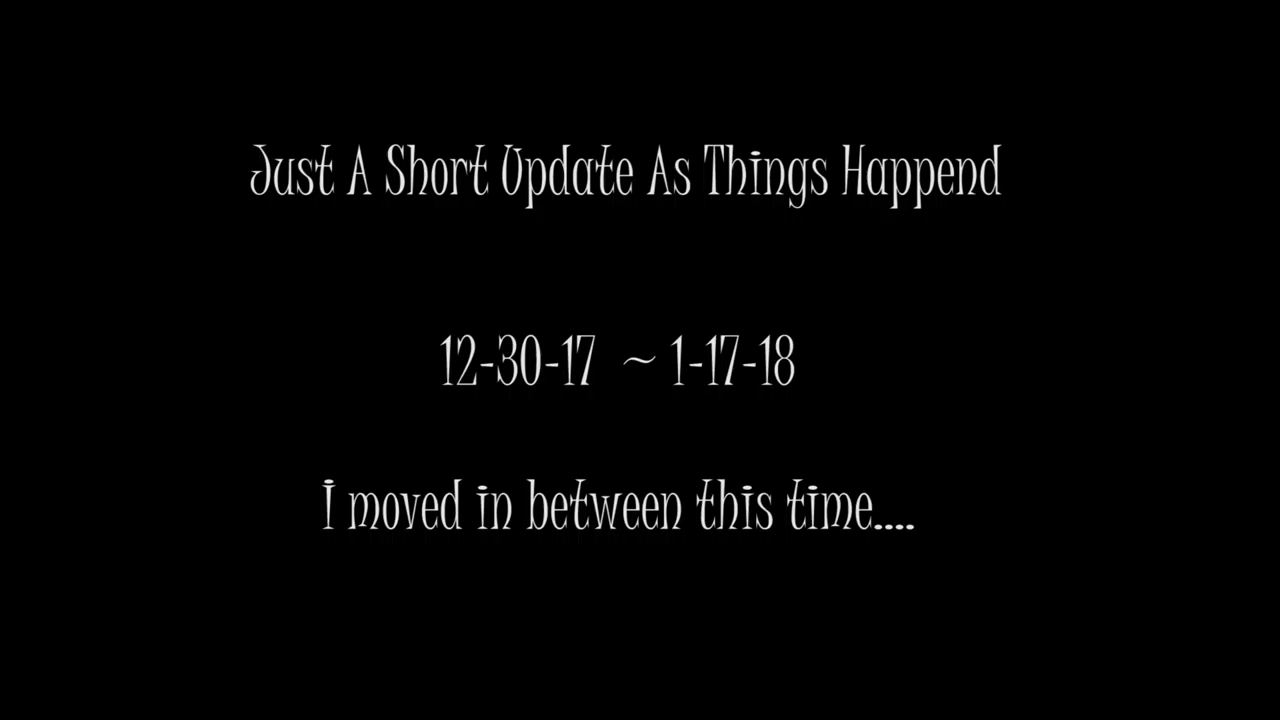 Just A Short Update As Things Happend
12-30-17 ~ 1-17-18
I moved in between this time....